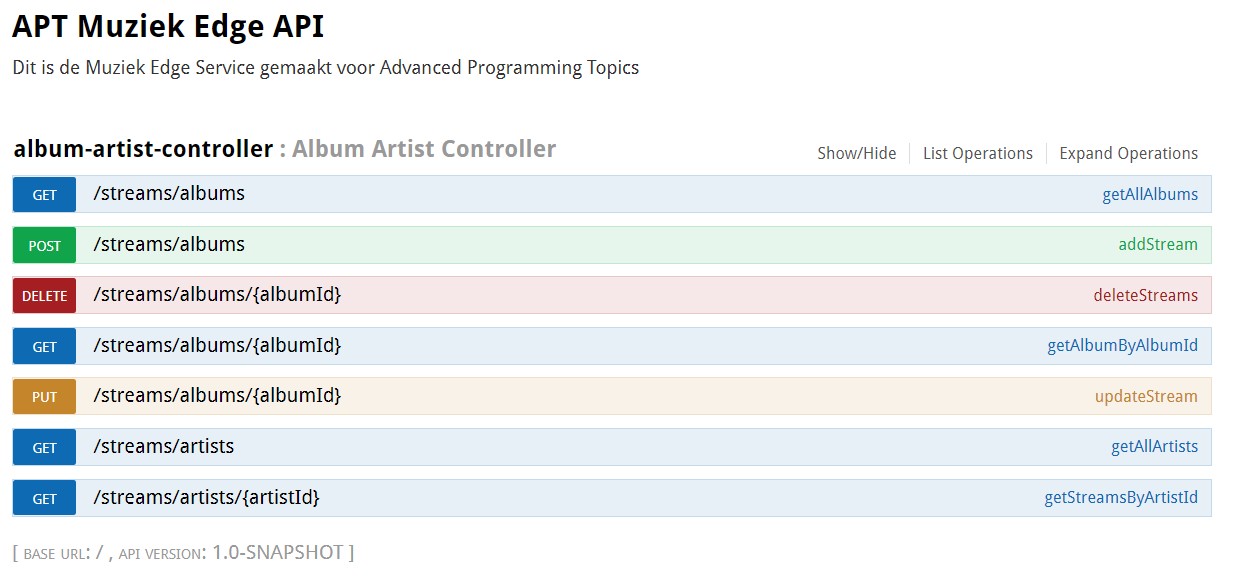 APT Muziek Edge API
Dit is de Muziek Edge Service gemaakt voor Advanced Programming Topics
album-artist-controller : Album Artist Controller Show/Hide List Operations Expand Operations
GET /streams/albums getAllAlbums
POST /streams/albums addStream
DELETE /streams/albums/{albumId} deleteStreams
GET /streams/albums/{albumId} getAlbumByAlbumId
PUT /streams/albums/{albumId} updateStream
GET /streams/artists getAllArtists
GET /streams/artists/{artistId} getStreamsByArtistId
[ BASE URL: / , API VERSION: 1.0-SNAPSHOT ]